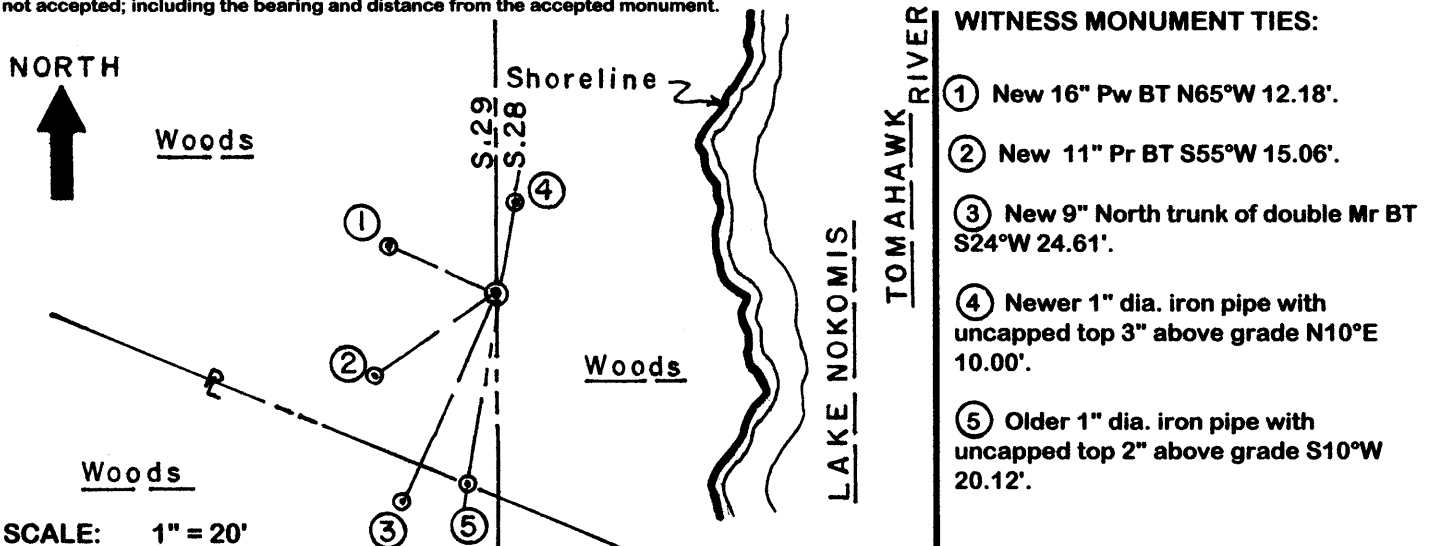 not accepted; including the bearing and distance from the accepted monument.
NORTH
Woods
S.29
S.28
Shoreline
1
4
2
PL
Woods
Woods
3
5
SCALE: 1" = 20'
LAKE NOKOMIS
TOMAHAWK RIVER
WITNESS MONUMENT TIES:
1 New 16" Pw BT N65°W 12.18'.
2 New 11" Pr BT S55°W 15.06'.
3 New 9" North trunk of double Mr BT
S24°W 24.61'.
4 Newer 1" dia. iron pipe with
uncapped top 3" above grade N10°E
10.00'.
5 Older 1" dia. iron pipe with
uncapped top 2" above grade S10°W
20.12'.